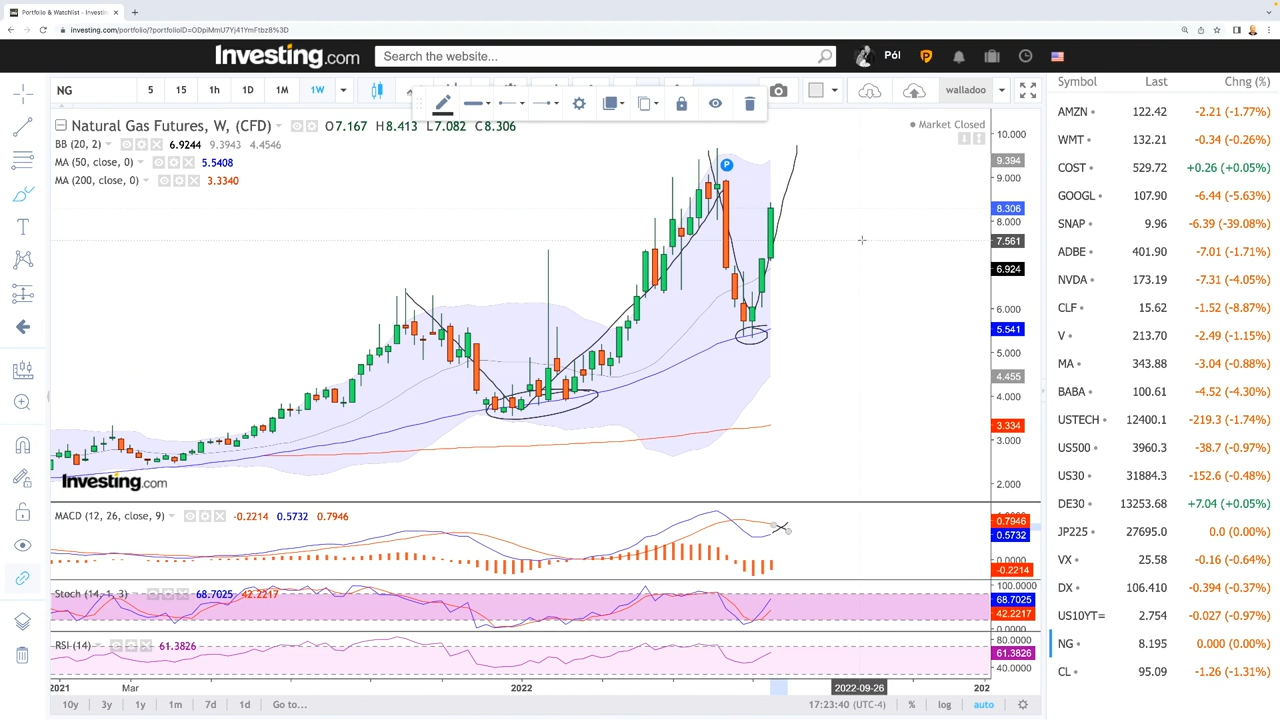 Portfolio & Watchlist - Investin
investing.com/portfolio/?portfolioID=ODpiMmU7Yj41YmFtbz8%3D
Investing.com
Search the website...
Pól
NG
5 15 1h 1D 1M 1W
walladoo
Natural Gas Futures, W, (CFD) O7.167 H8.413 L7.082 C8.306
Market Closed
BB (20, 2) 6.9244 9.3943 4.4546
MA (50, close, 0) 5.5408
MA (200, close, 0) 3.3340
P
10.000
9.394
9.000
8.306
8.000
7.561
6.924
6.000
5.541
5.000
4.455
4.000
3.334
3.000
2.000
Investing.com
MACD (12, 26, close, 9) -0.2214 0.5732 0.7946
0.7946
0.5732
0.0000
-0.2214
Stoch (14, 1, 3) 68.7025 42.2217
100.0000
68.7025
42.2217
0.0000
RSI (14) 61.3826
80.0000
61.3826
40.0000
2021 Mar 2022 2022-09-26 202
10y 3y 1y 1m 7d 1d Go to...
17:23:40 (UTC-4) % log auto
Symbol Last Chng (%)
AMZN 122.42 -2.21 (-1.77%)
WMT 132.21 -0.34 (-0.26%)
COST 529.72 +0.26 (+0.05%)
GOOGL 107.90 -6.44 (-5.63%)
SNAP 9.96 -6.39 (-39.08%)
ADBE 401.90 -7.01 (-1.71%)
NVDA 173.19 -7.31 (-4.05%)
CLF 15.62 -1.52 (-8.87%)
V 213.70 -2.49 (-1.15%)
MA 343.88 -3.04 (-0.88%)
BABA 100.61 -4.52 (-4.30%)
USTECH 12400.1 -219.3 (-1.74%)
US500 3960.3 -38.7 (-0.97%)
US30 31884.3 -152.6 (-0.48%)
DE30 13253.68 +7.04 (+0.05%)
JP225 27695.0 0.0 (0.00%)
VX 25.58 -0.16 (-0.64%)
DX 106.410 -0.394 (-0.37%)
US10YT= 2.754 -0.027 (-0.97%)
NG 8.195 0.000 (0.00%)
CL 95.09 -1.26 (-1.31%)